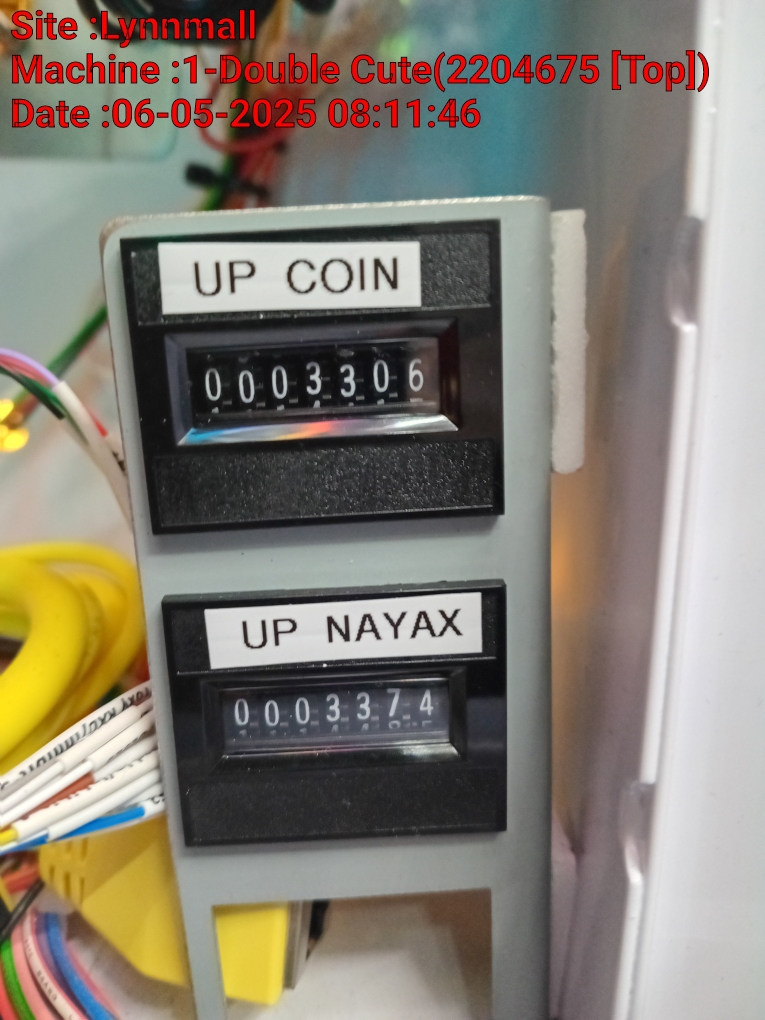 Site :Lynnmall
Machine :1-Double Cute(2204675 [Top])
Date :06-05-2025 08:11:46
UP COIN
0003306
UP NAYAX
0003374